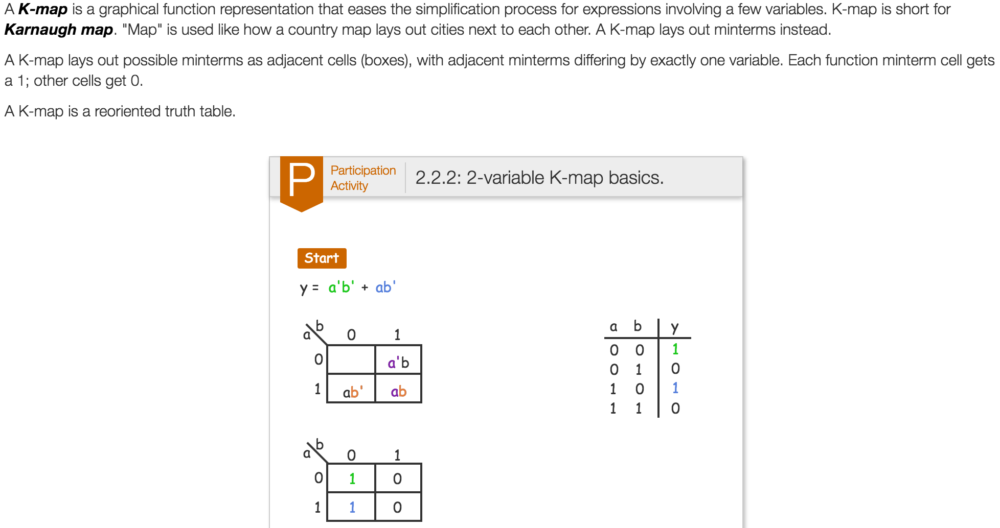 A K-map is a graphical function representation that eases the simplification process for expressions involving a few variables. K-map is short for
Karnaugh map. "Map" is used like how a country map lays out cities next to each other. A K-map lays out minterms instead.
A K-map lays out possible minterms as adjacent cells (boxes), with adjacent minterms differing by exactly one variable. Each function minterm cell gets
a 1; other cells get 0.
A K-map is a reoriented truth table.
P
Participation
Activity
2.2.2: 2-variable K-map basics.
Start
y = a'b' + ab'
b
a 0 1
0 a'b
1 ab' ab
a b y
0 0 1
0 1 0
1 0 1
1 1 0
b
a 0 1
0 1 0
1 1 0